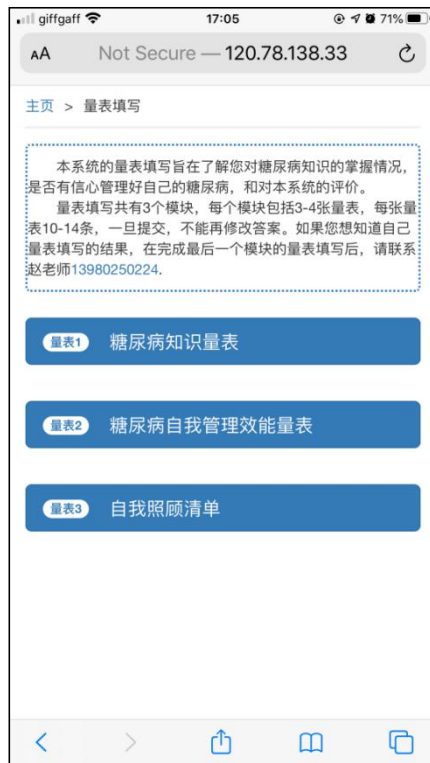 giffgaff 17:05 71%
AA Not Secure — 120.78.138.33
主页 > 量表填写
本系统的量表填写旨在了解您对糖尿病知识的掌握情况，
是否有信心管理好自己的糖尿病，和对本系统的评价。
量表填写共有3个模块，每个模块包括3-4张量表，每张量
表10-14条，一旦提交，不能再修改答案。如果您想知道自己
量表填写的结果，在完成最后一个模块的量表填写后，请联系
赵老师13980250224.
量表1 糖尿病知识量表
量表2 糖尿病自我管理效能量表
量表3 自我照顾清单